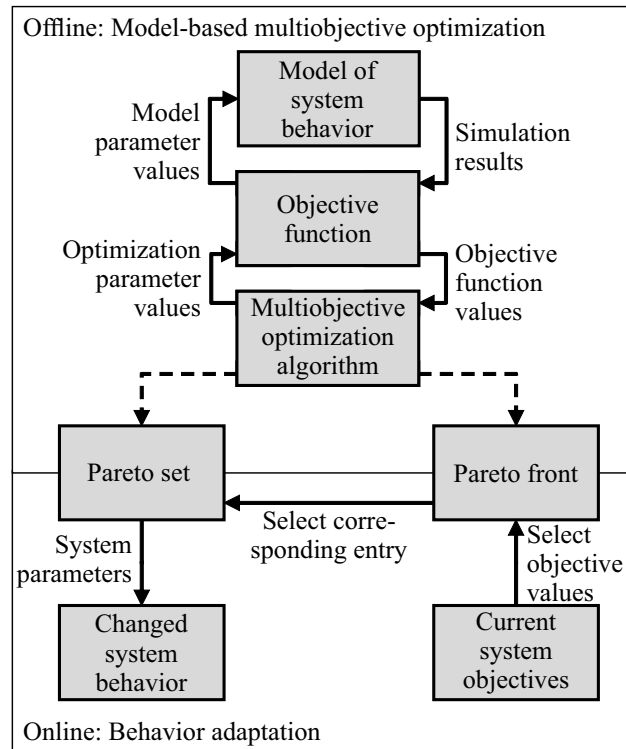 Offline: Model-based multiobjective optimization
Model of
system
behavior
Model
parameter
values
Simulation
results
Objective
function
Optimization
parameter
values
Objective
function
values
Multiobjective
optimization
algorithm
Pareto set
Pareto front
Select corre-
sponding entry
System
parameters
Select
objective
values
Changed
system
behavior
Current
system
objectives
Online: Behavior adaptation